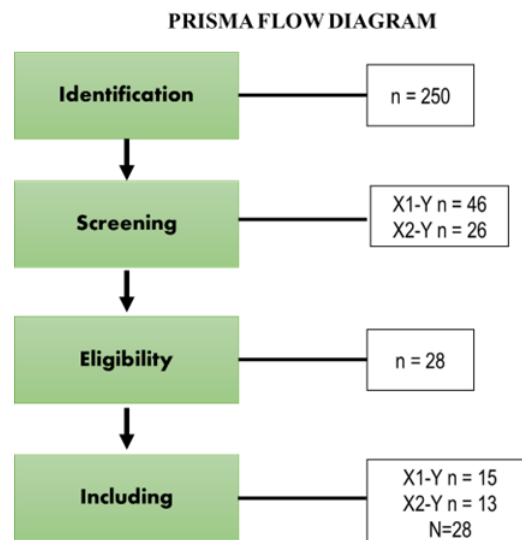 PRISMA FLOW DIAGRAM
Identification
n = 250
Screening
X1-Y n = 46
X2-Y n = 26
Eligibility
n = 28
Including
X1-Y n = 15
X2-Y n = 13
N=28